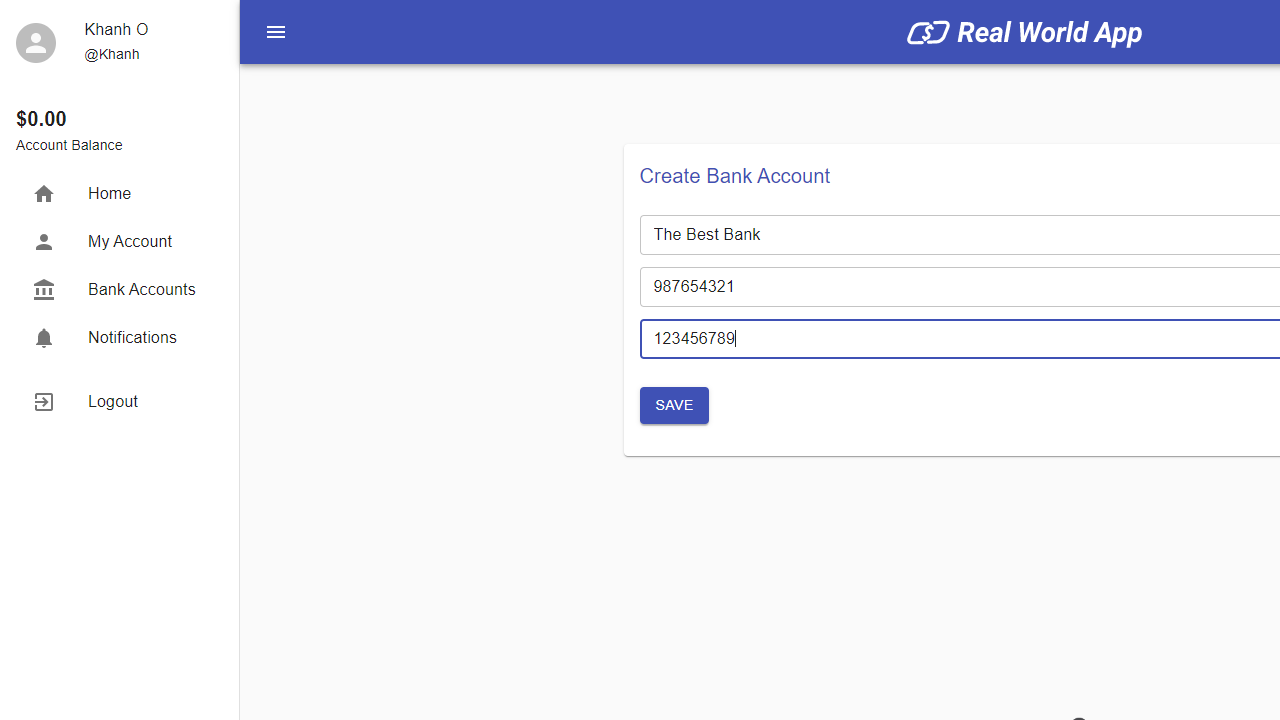 Khanh O
@Khanh
$0.00
Account Balance
Home
My Account
Bank Accounts
Notifications
Logout
Real World App
Create Bank Account
The Best Bank
987654321
123456789
SAVE